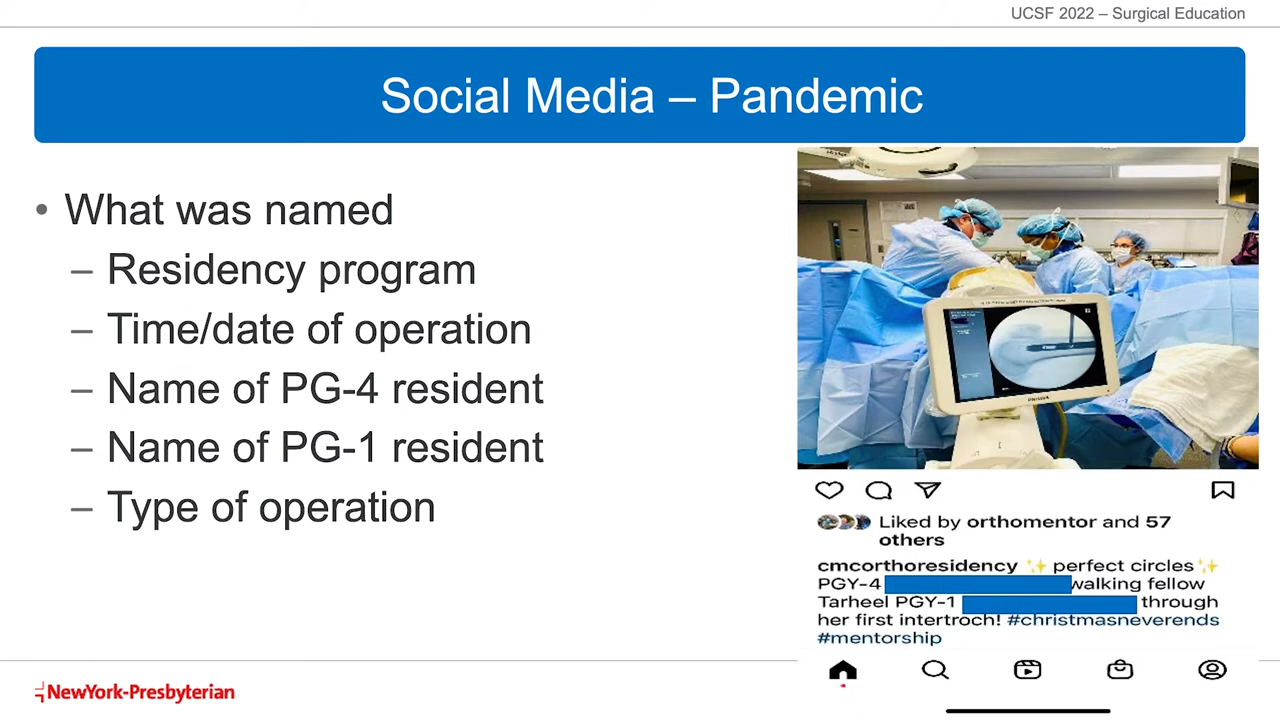 UCSF 2022 – Surgical Education
Social Media – Pandemic
• What was named
– Residency program
– Time/date of operation
– Name of PG-4 resident
– Name of PG-1 resident
– Type of operation
PHILIPS
Liked by orthomentor and 57
others
cmcorthoresidency ✨ perfect circles✨
PGY-4 walking fellow
Tarheel PGY-1 through
her first intertroch! #christmasneverends
#mentorship
NewYork-Presbyterian